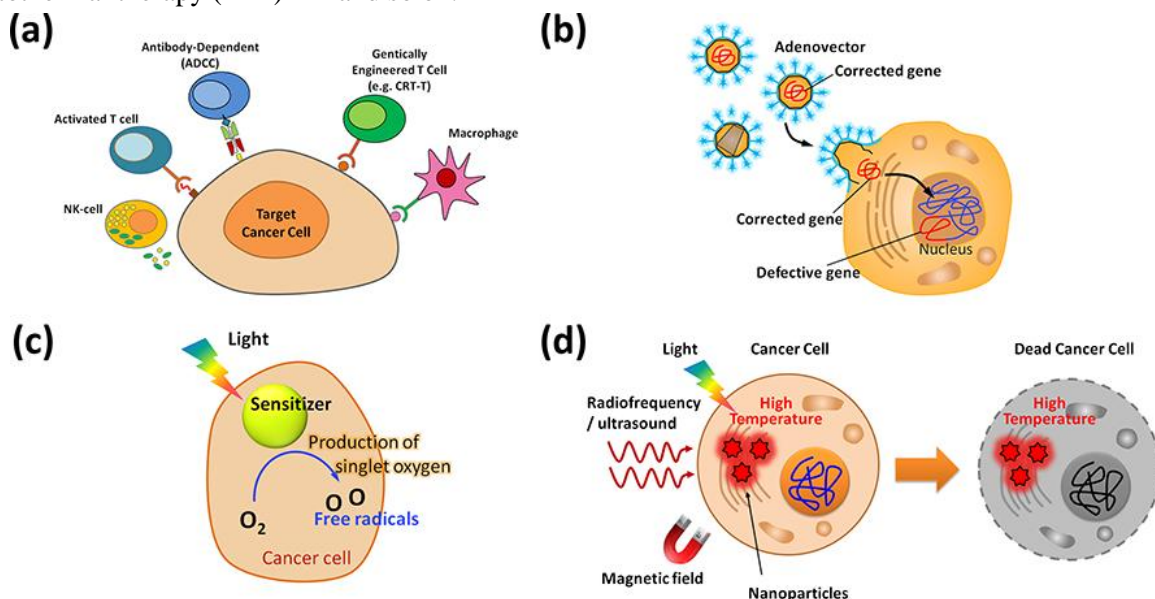 (a)
Antibody-Dependent
(ADCC)
Gentically
Engineered T Cell
(e.g. CRT-T)
Activated T cell
Macrophage
NK-cell
Target
Cancer Cell
(b)
Adenovector
Corrected gene
Corrected gene
Nucleus
Defective gene
(c)
Light
Sensitizer
Production of
singlet oxygen
O2
O O
Free radicals
Cancer cell
(d)
Light
Cancer Cell
Dead Cancer Cell
Radiofrequency
/ ultrasound
High
Temperature
High
Temperature
Magnetic field
Nanoparticles